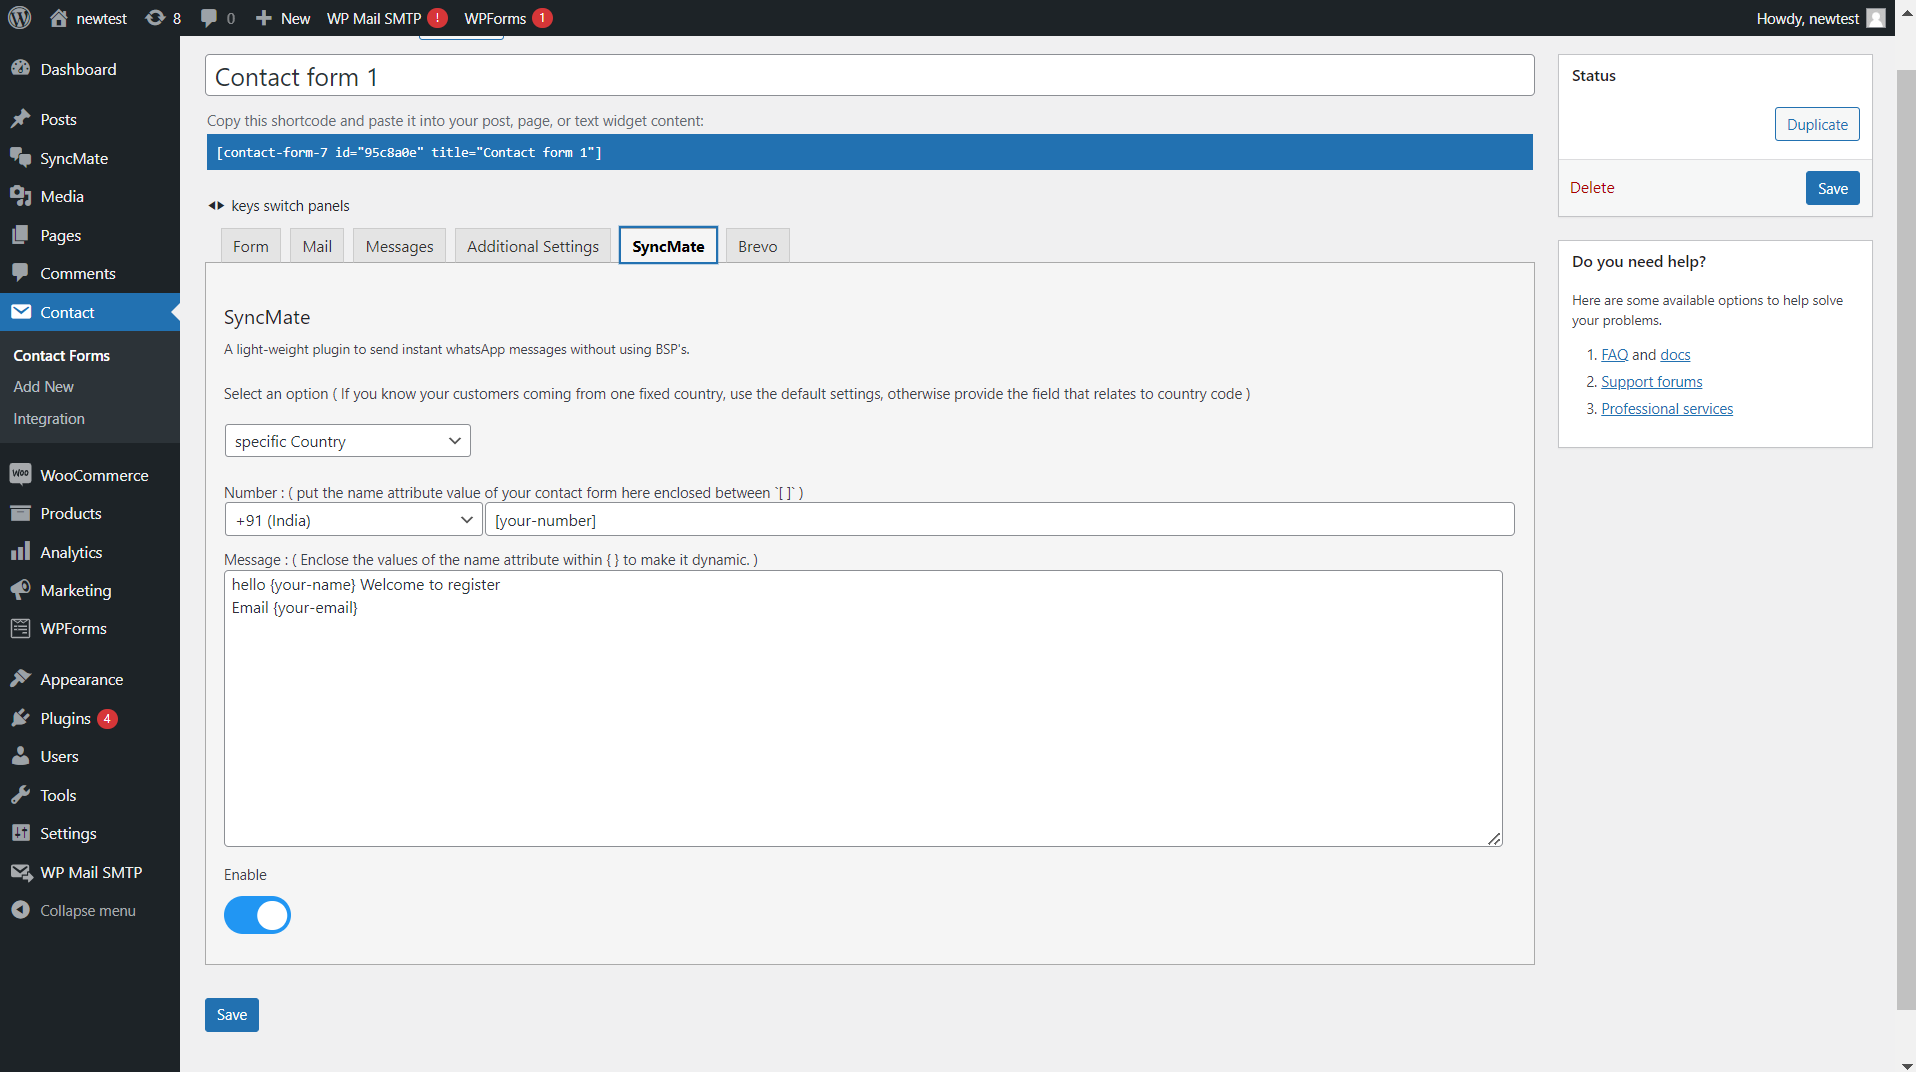 newtest
8
0
New
WP Mail SMTP !
WPForms 1
Howdy, newtest
Dashboard
Posts
SyncMate
Media
Pages
Comments
Contact
Contact Forms
Add New
Integration
WooCommerce
Products
Analytics
Marketing
WPForms
Appearance
Plugins 4
Users
Tools
Settings
WP Mail SMTP
Collapse menu
Contact form 1
Copy this shortcode and paste it into your post, page, or text widget content:
[contact-form-7 id="95c8a0e" title="Contact form 1"]
keys switch panels
Form
Mail
Messages
Additional Settings
SyncMate
Brevo
SyncMate
A light-weight plugin to send instant whatsApp messages without using BSP's.
Select an option ( If you know your customers coming from one fixed country, use the default settings, otherwise provide the field that relates to country code )
specific Country
Number : ( put the name attribute value of your contact form here enclosed between `[ ]` )
+91 (India)
[your-number]
Message : ( Enclose the values of the name attribute within { } to make it dynamic. )
hello {your-name} Welcome to register
Email {your-email}
Enable
Save
Status
Duplicate
Delete
Save
Do you need help?
Here are some available options to help solve
your problems.
1. FAQ and docs
2. Support forums
3. Professional services